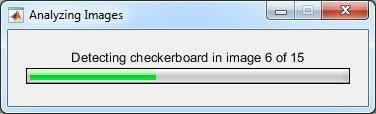 Analyzing Images
Detecting checkerboard in image 6 of 15